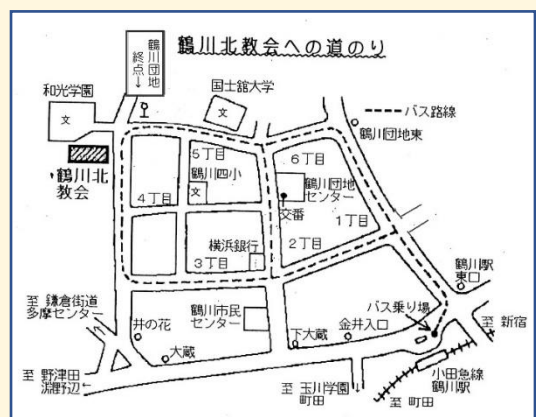 鶴川北教会への道のり
鶴川団地
終点↓
和光学園
文
国士舘大学
文
バス路線
鶴川団地東
鶴川北
教会
5丁目
鶴川四小
文
6丁目
鶴川団地
センター
交番
4丁目
1丁目
横浜銀行
2丁目
3丁目
鶴川駅
東口
至 鎌倉街道
多摩センター
井の花
鶴川市民
センター
バス乗り場
下大蔵
金井入口
至 新宿
大蔵
至 野津田
淵野辺
至 玉川学園
町田
小田急線
鶴川駅
至 町田